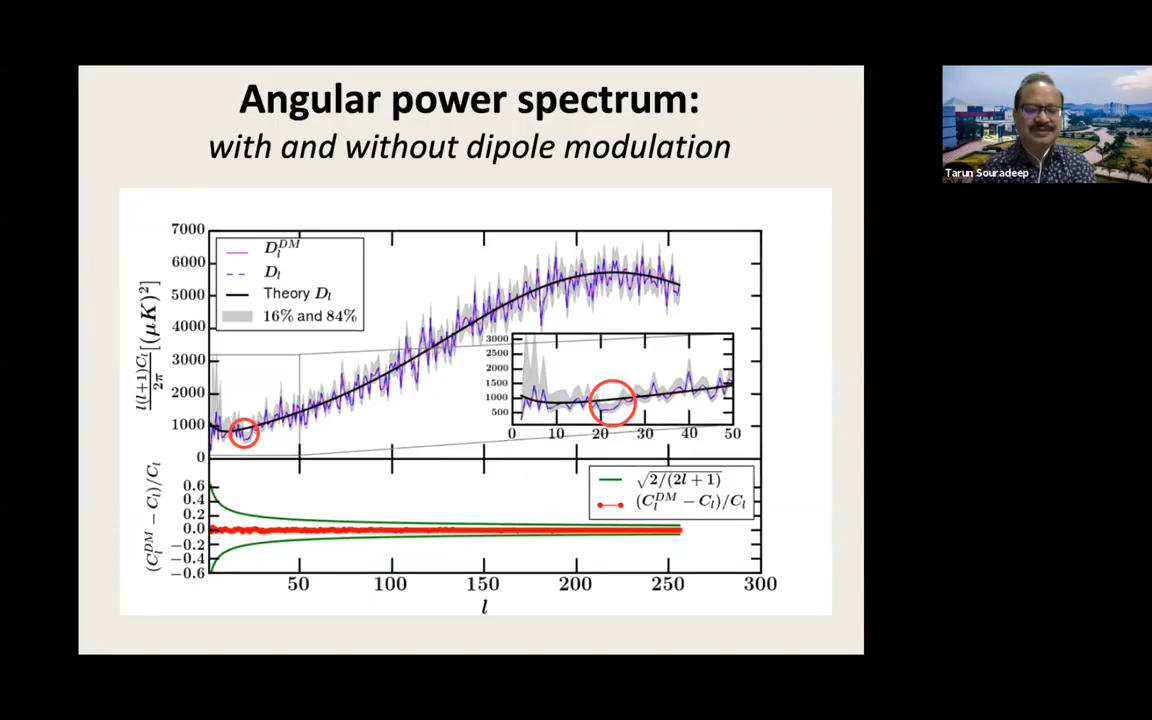 Angular power spectrum:
with and without dipole modulation
Tarun Souradeep
7000
6000
5000
4000
3000
2000
1000
0
l(l+1)C_l/2π [(μK)^2]
D_l^{DM}
D_l
Theory D_l
16% and 84%
3000
2500
2000
1500
1000
500
0 10 20 30 40 50
(C_l^{DM} − C_l)/C_l
0.6
0.4
0.2
0.0
−0.2
−0.4
−0.6
√2/(2l + 1)
(C_l^{DM} − C_l)/C_l
50 100 150 200 250 300
l